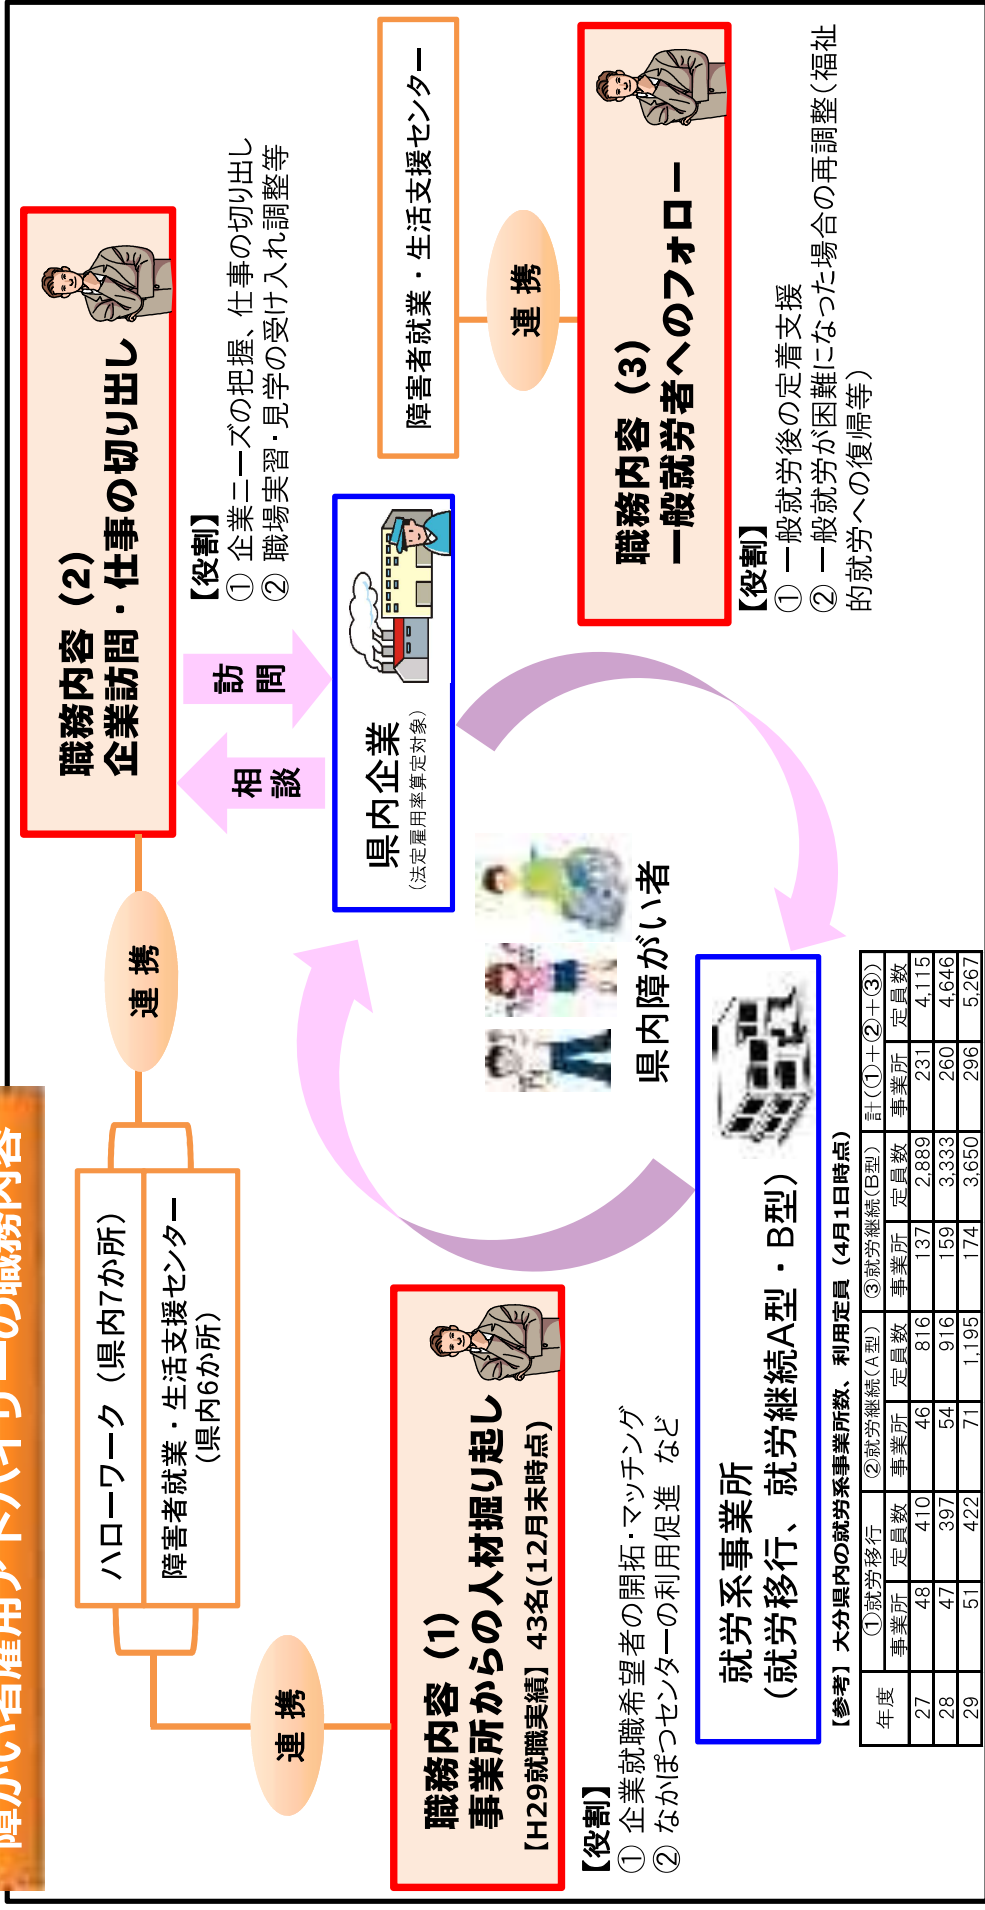 障がい者雇用アドバイザーの職務内容
ハローワーク（県内7か所）
障害者就業・生活支援センター
（県内6か所）
連 携
連 携
職務内容（2）
企業訪問・仕事の切り出し
【役割】
① 企業ニーズの把握、仕事の切り出し
② 職場実習・見学の受け入れ調整等
相談
訪問
県内企業
（法定雇用率算定対象）
障害者就業・生活支援センター
連 携
職務内容（1）
事業所からの人材掘り起し
【H29就職実績】43名(12月末時点)
【役割】
① 企業就職希望者の開拓・マッチング
② なかぽつセンターの利用促進 など
県内障がい者
職務内容（3）
一般就労者へのフォロー
【役割】
① 一般就労後の定着支援
② 一般就労が困難になった場合の再調整（福祉
的就労への復帰等）
就労系事業所
（就労移行、就労継続A型・B型）
【参考】大分県内の就労系事業所数、利用定員（4月1日時点）
年度 ①就労移行 ②就労継続(A型) ③就労継続(B型) 計(①＋②＋③)
事業所 定員数 事業所 定員数 事業所 定員数 事業所 定員数
27 48 410 46 816 137 2,889 231 4,115
28 47 397 54 916 159 3,333 260 4,646
29 51 422 71 1,195 174 3,650 296 5,267